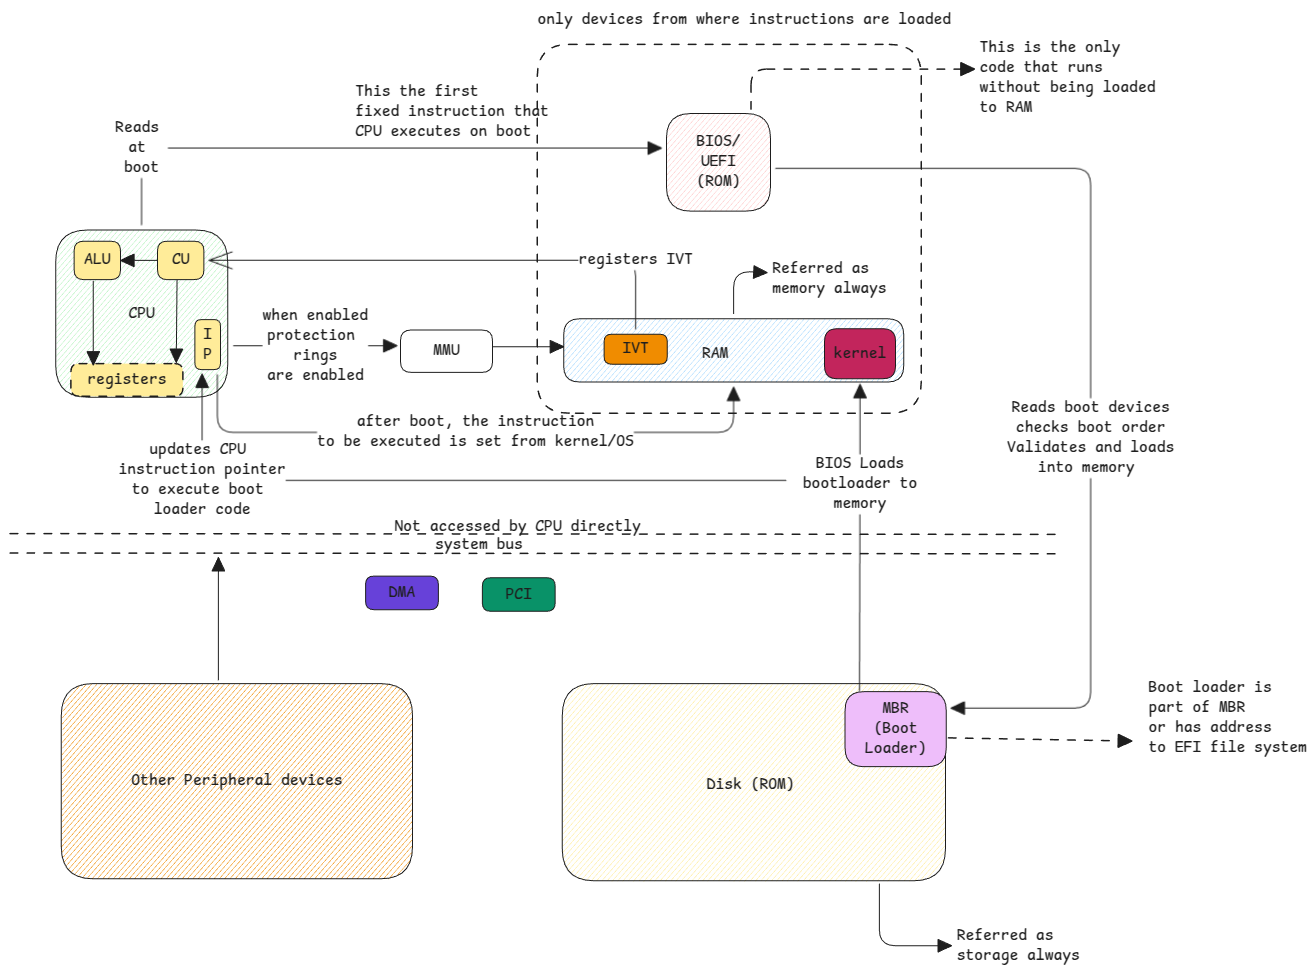 only devices from where instructions are loaded
This is the only
code that runs
without being loaded
to RAM
This the first
fixed instruction that
CPU executes on boot
Reads
at
boot
BIOS/
UEFI
(ROM)
ALU
CU
CPU
I
P
registers
registers IVT
Referred as
memory always
when enabled
protection
rings
are enabled
MMU
IVT
RAM
kernel
after boot, the instruction
to be executed is set from kernel/OS
Reads boot devices
checks boot order
Validates and loads
into memory
updates CPU
instruction pointer
to execute boot
loader code
BIOS Loads
bootloader to
memory
Not accessed by CPU directly
system bus
DMA
PCI
Other Peripheral devices
Disk (ROM)
MBR
(Boot
Loader)
Boot loader is
part of MBR
or has address
to EFI file system
Referred as
storage always